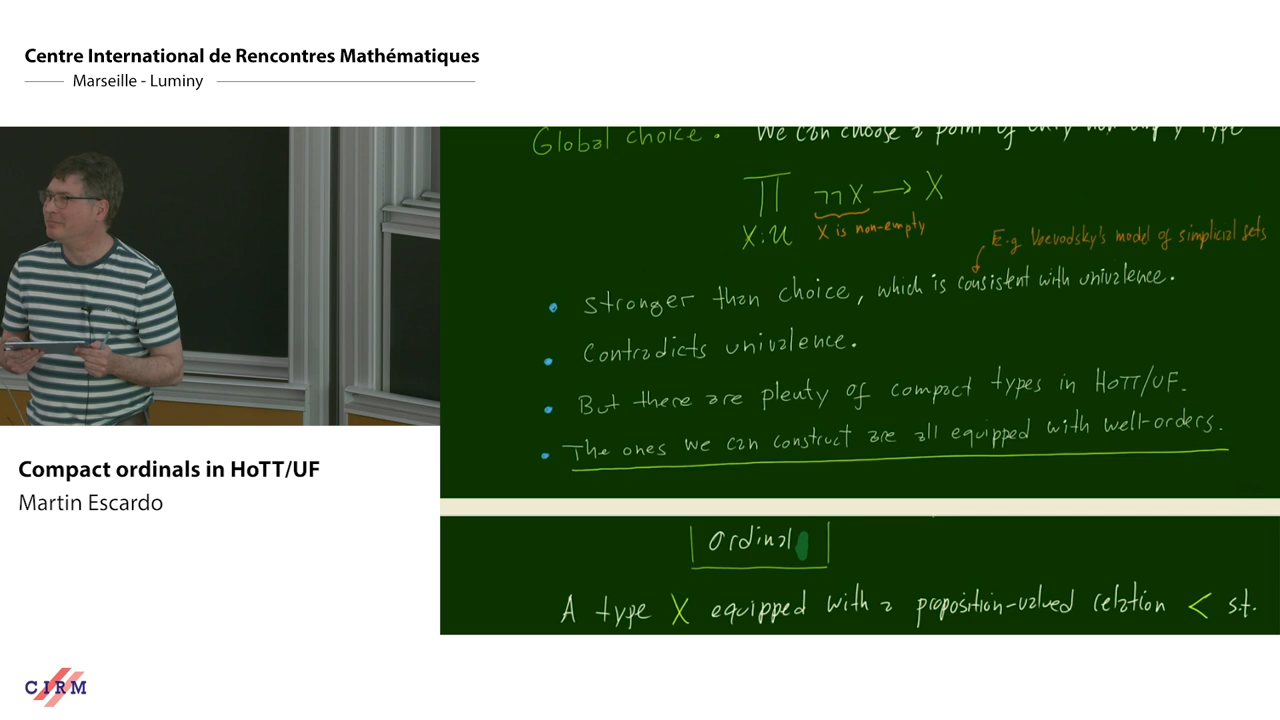 Centre International de Rencontres Mathématiques
Marseille - Luminy
Global choice. We can choose a point of every non-empty type
∏ ¬¬X → X
X:U X is non-empty
E.g Voevodsky's model of simplicial sets
• Stronger than choice, which is consistent with univalence.
• Contradicts univalence.
• But there are plenty of compact types in HoTT/UF.
• The ones we can construct are all equipped with well-orders.
Compact ordinals in HoTT/UF
Martin Escardo
Ordinal
A type X equipped with a proposition-valued relation < s.t.
CIRM